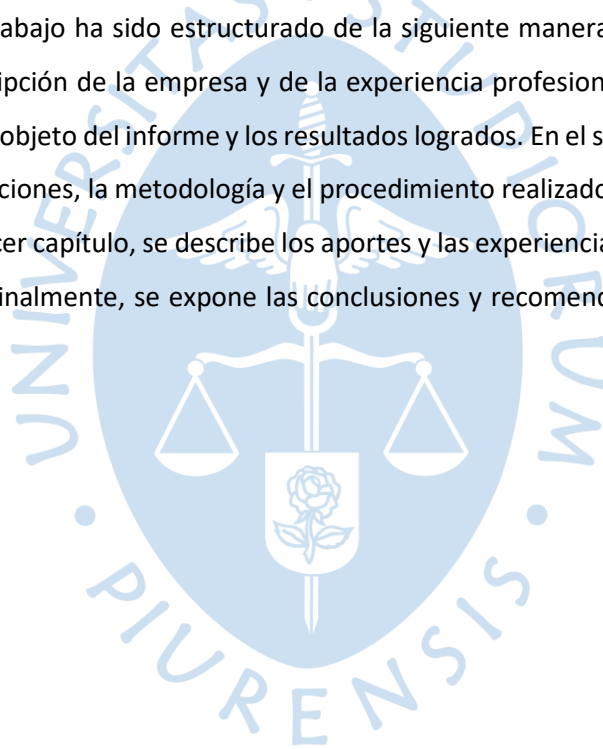 abajo ha sido estructurado de la siguiente manera
ipción de la empresa y de la experiencia profesion
objeto del informe y los resultados logrados. En el s
ciones, la metodología y el procedimiento realizado
cer capítulo, se describe los aportes y las experiencia
inalmente, se expone las conclusiones y recomend
UNIVERSITAS STUDIORUM
PIURENSIS